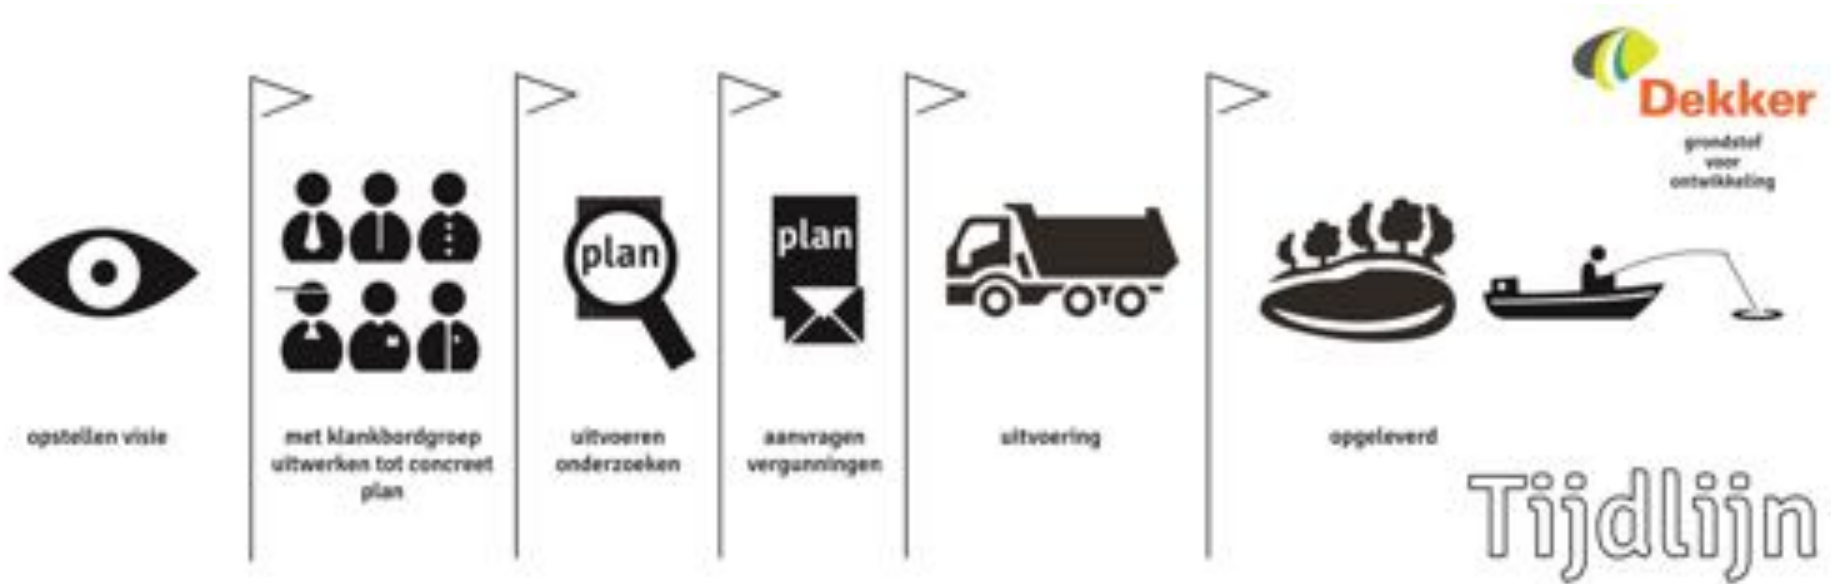 Dekker
grondstof
voor
ontwikkeling
plan
plan
opstellen visie
met klankbordgroep
uitwerken tot concreet
plan
uitvoeren
onderzoeken
aanvragen
vergunningen
uitvoering
opgeleverd
Tijdlijn